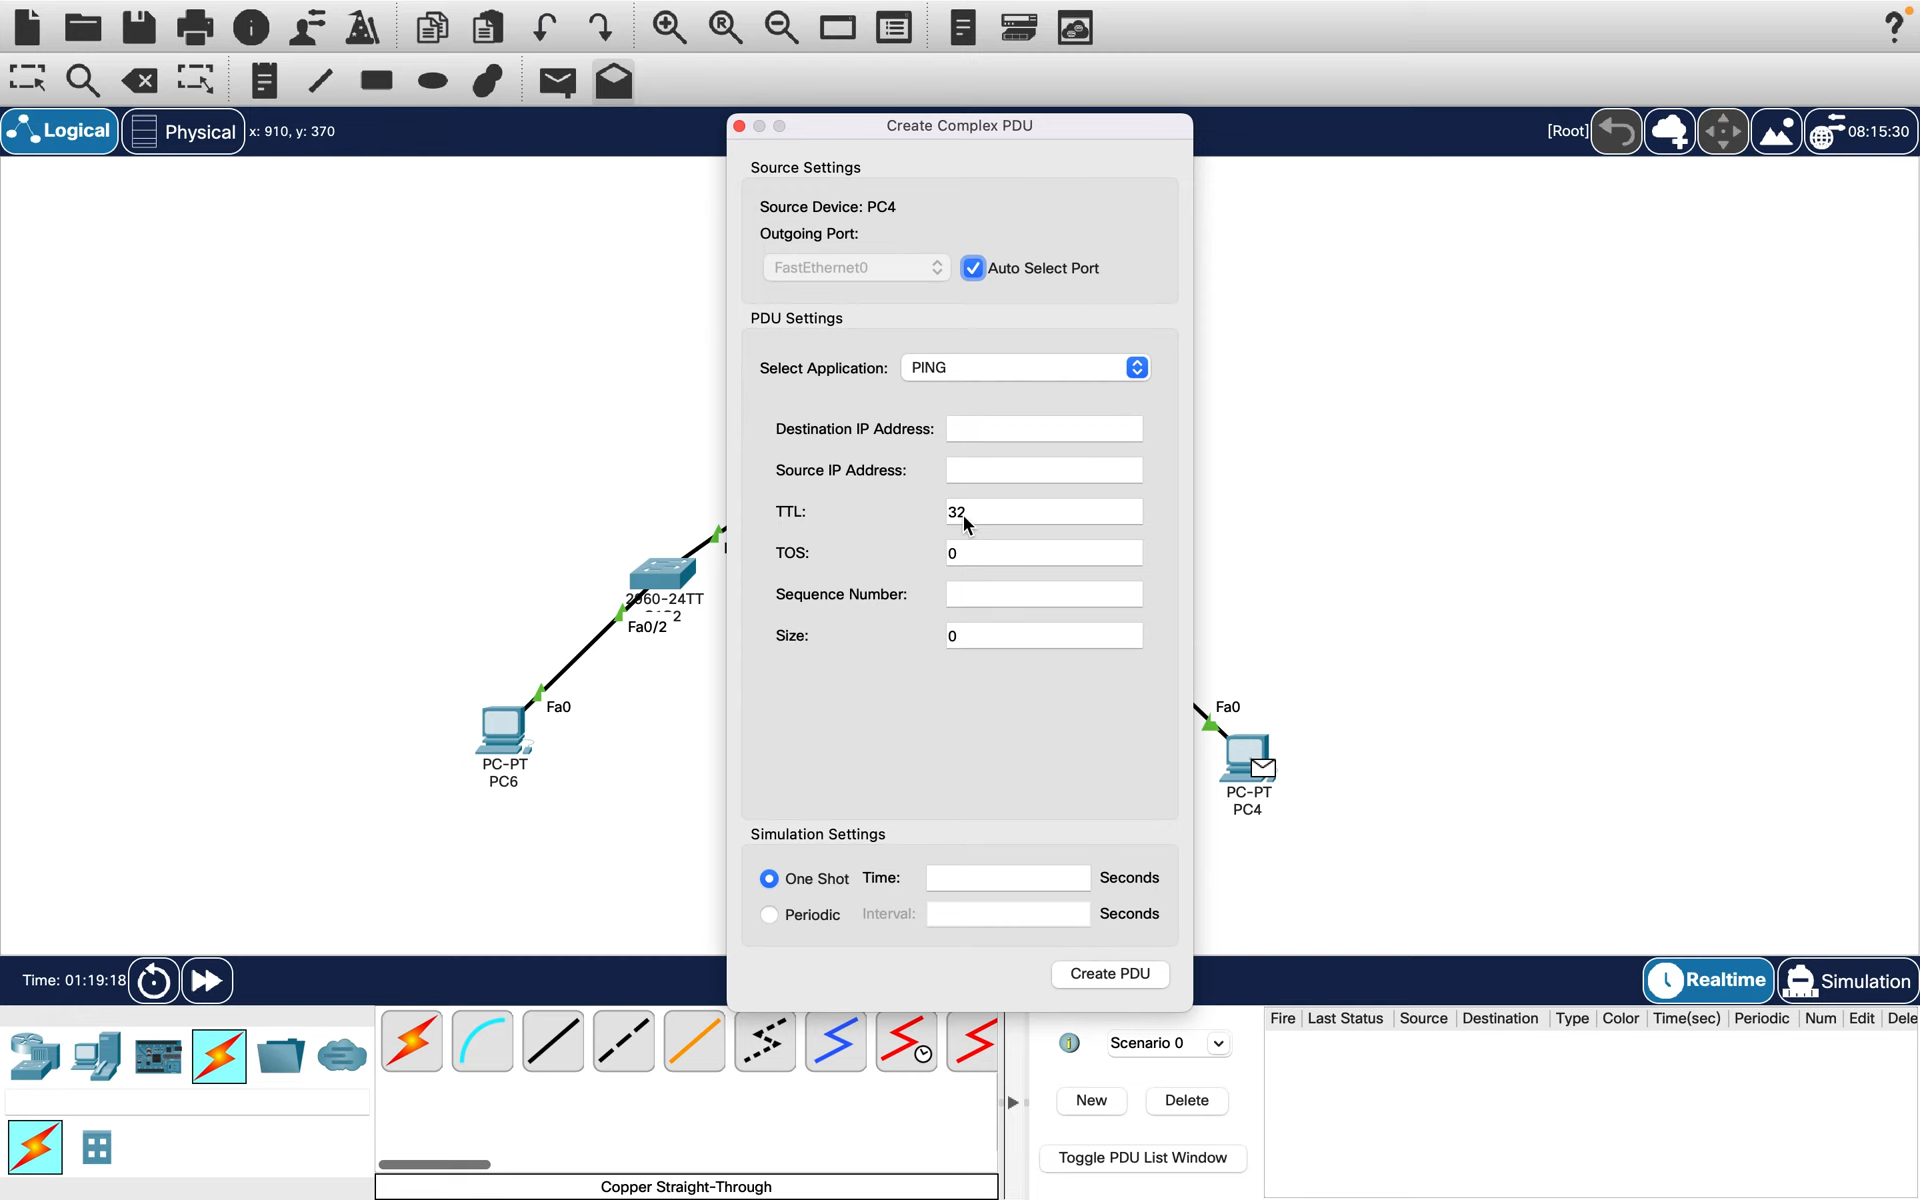 Logical
Physical
x: 910, y: 370
Create Complex PDU
[Root]
08:15:30
Source Settings
Source Device: PC4
Outgoing Port:
FastEthernet0
Auto Select Port
PDU Settings
Select Application:
PING
Destination IP Address:
Source IP Address:
TTL:
32
TOS:
0
Sequence Number:
Size:
0
2960-24TT
Fa0/2
Fa0
PC-PT
PC6
Fa0
PC-PT
PC4
Simulation Settings
One Shot Time: Seconds
Periodic Interval: Seconds
Create PDU
Time: 01:19:18
Realtime
Simulation
Scenario 0
New
Delete
Toggle PDU List Window
Fire Last Status Source Destination Type Color Time(sec) Periodic Num Edit Dele
Copper Straight-Through